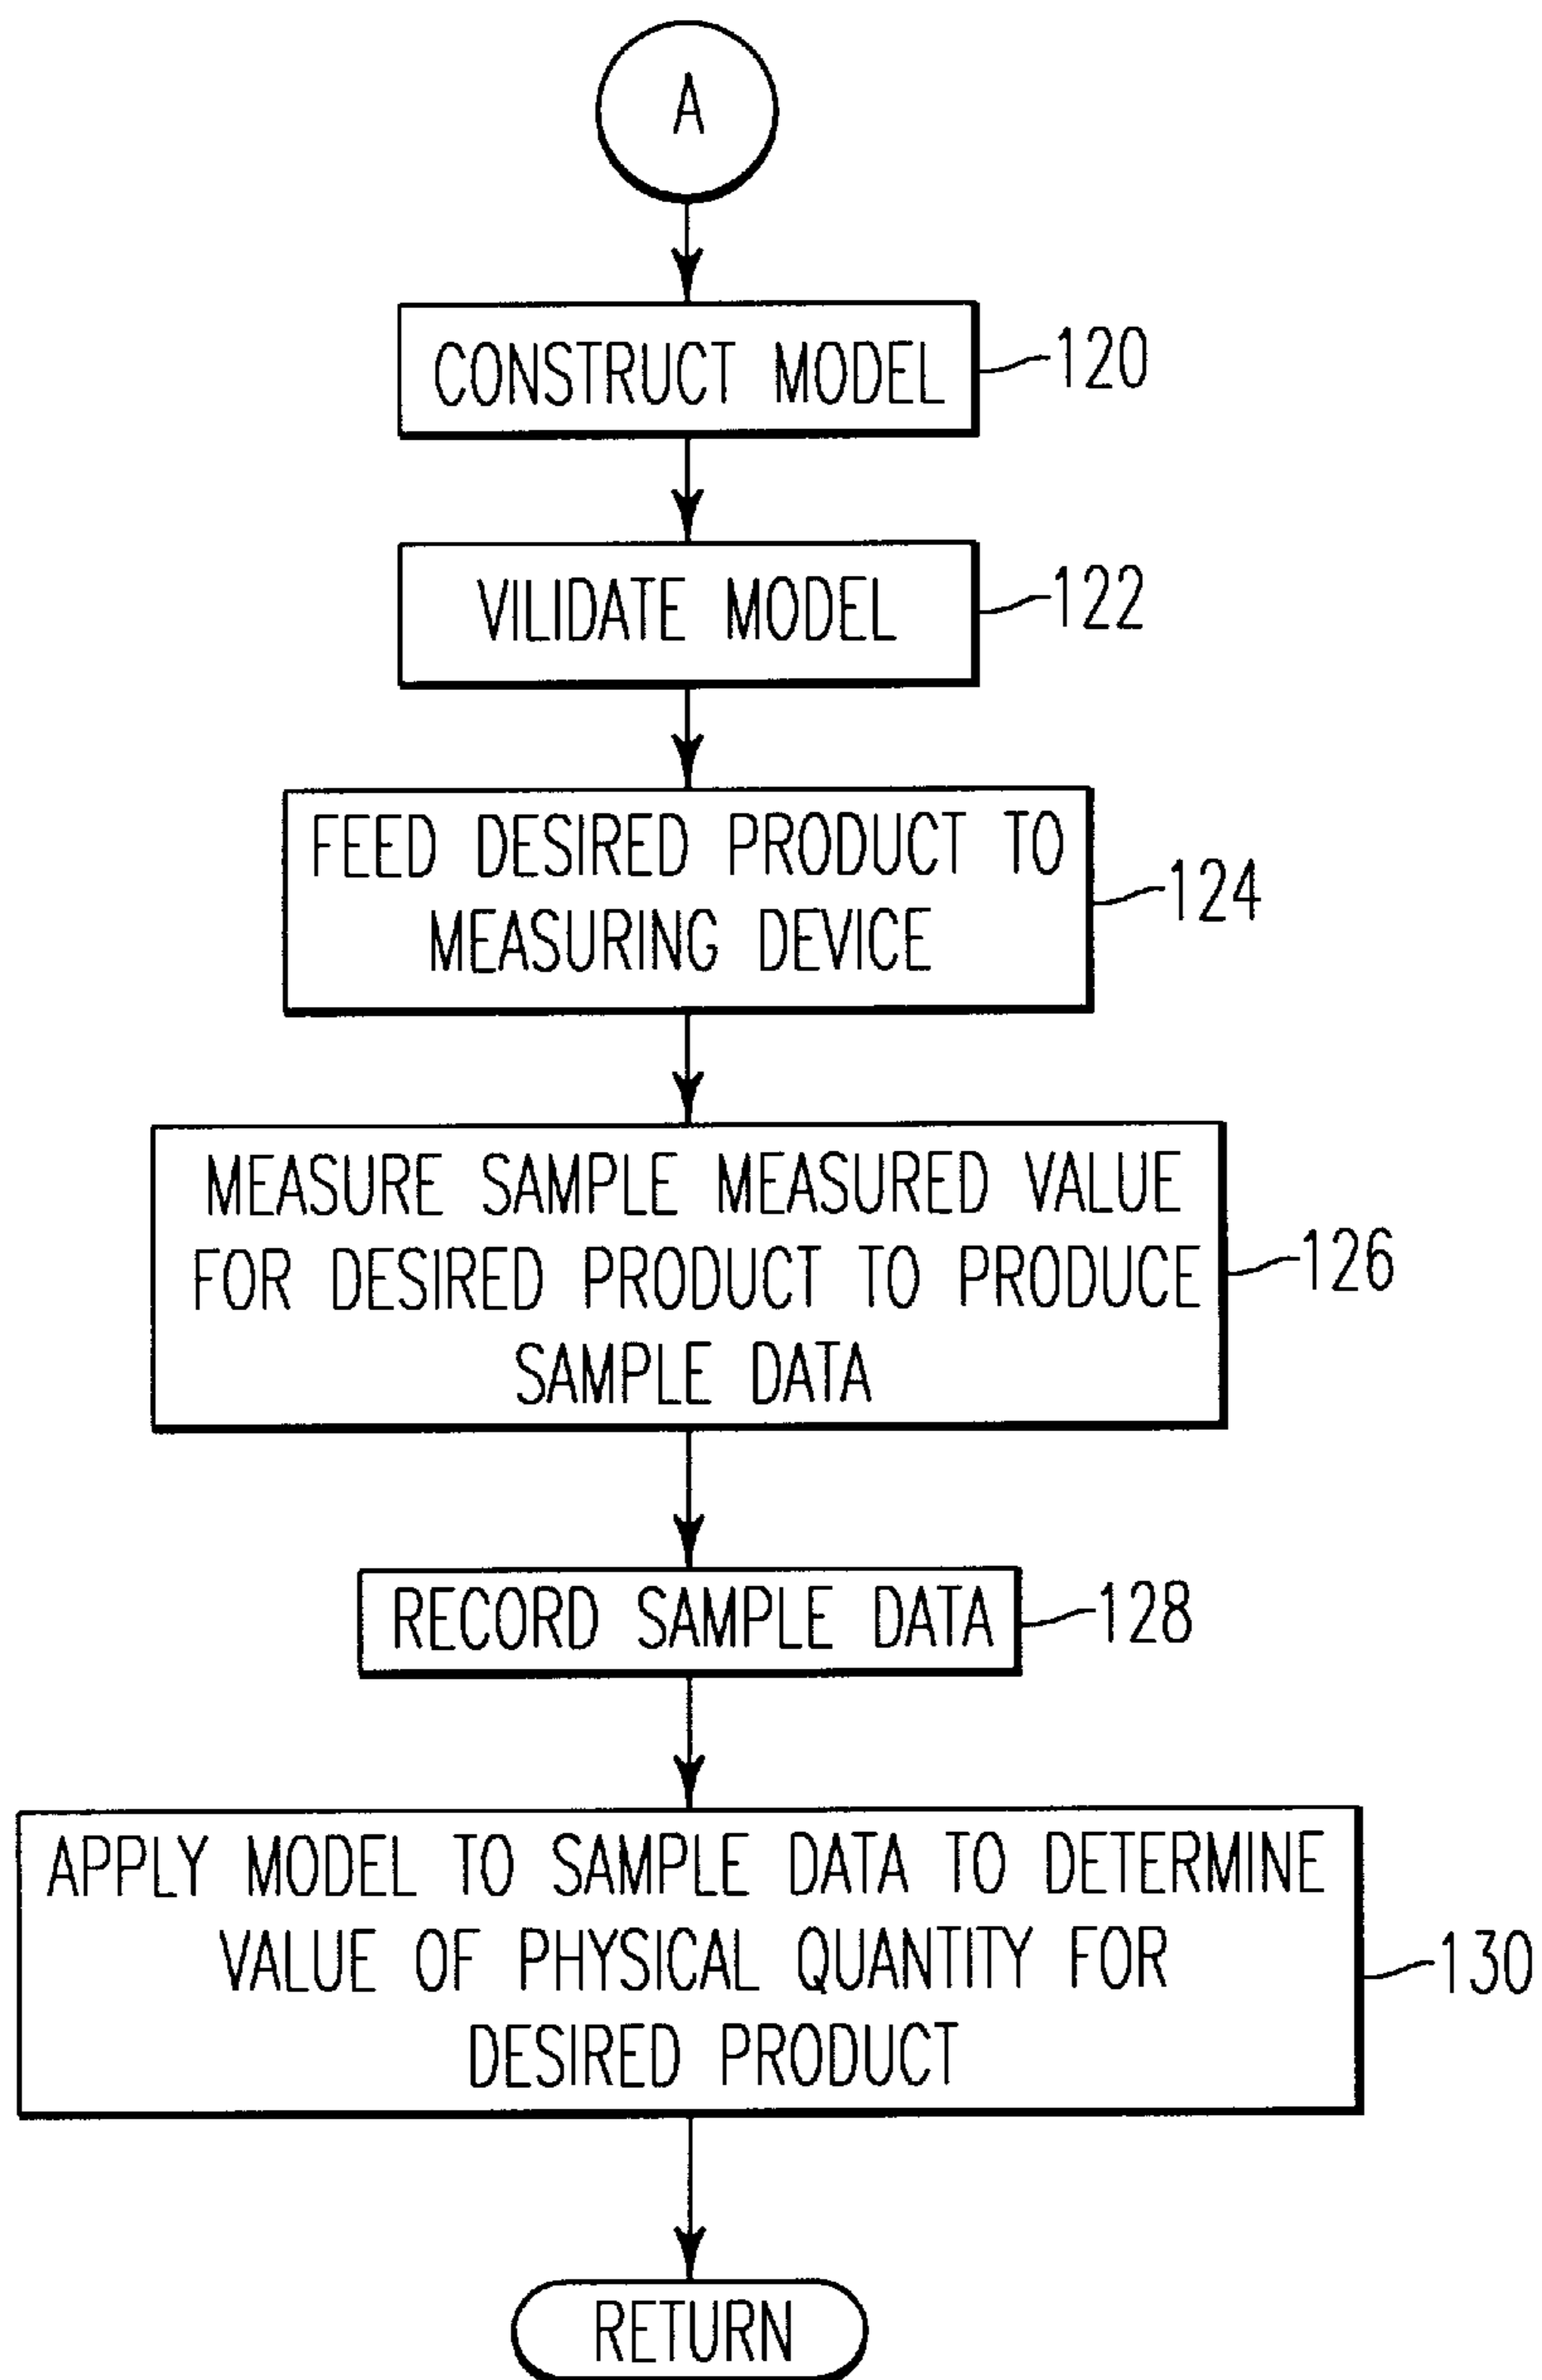 A
CONSTRUCT MODEL
120
VILIDATE MODEL
122
FEED DESIRED PRODUCT TO
MEASURING DEVICE
124
MEASURE SAMPLE MEASURED VALUE
FOR DESIRED PRODUCT TO PRODUCE
SAMPLE DATA
126
RECORD SAMPLE DATA
128
APPLY MODEL TO SAMPLE DATA TO DETERMINE
VALUE OF PHYSICAL QUANTITY FOR
DESIRED PRODUCT
130
RETURN